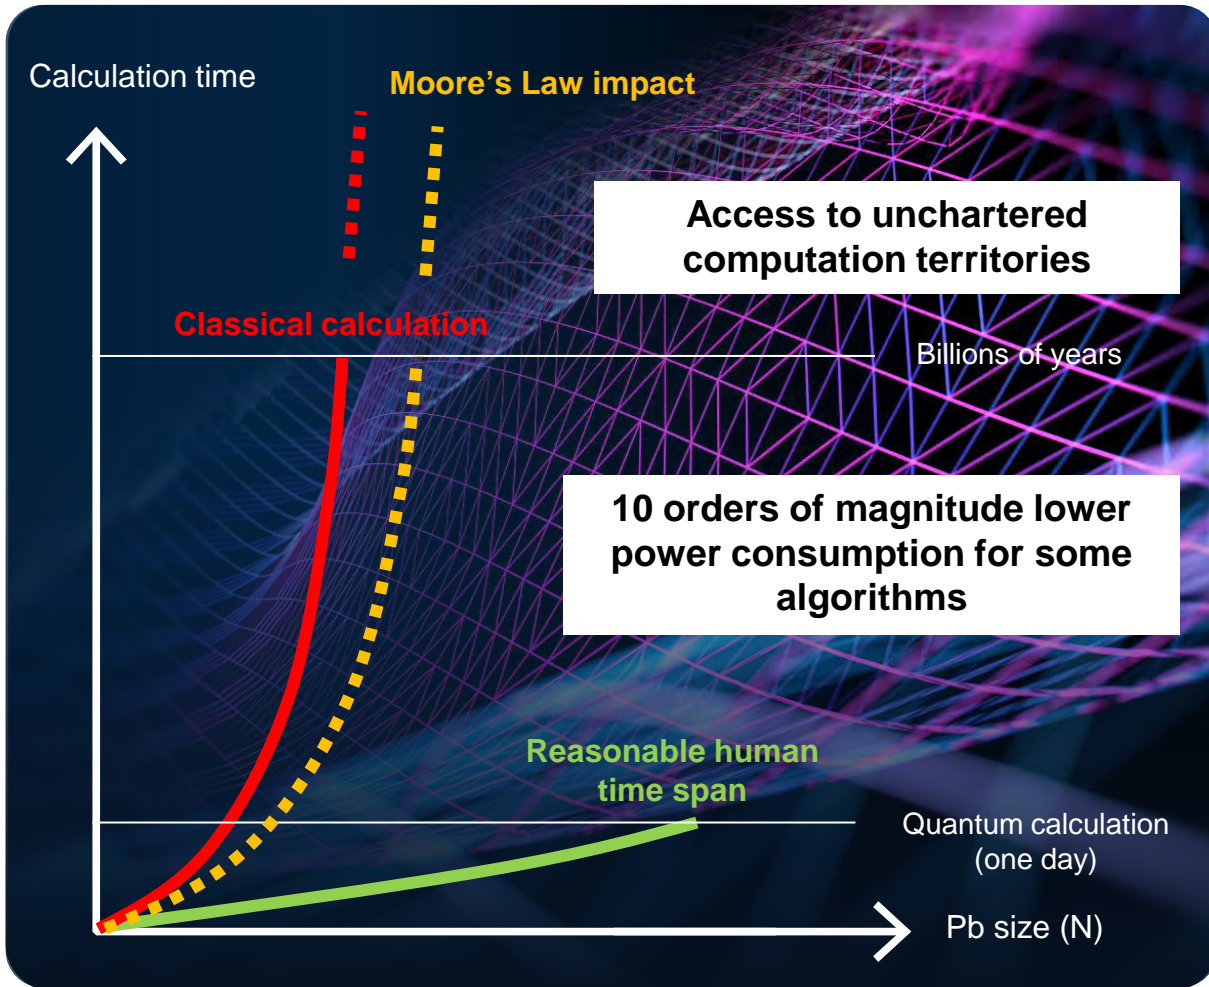 Calculation time
Moore’s Law impact
Access to unchartered
computation territories
Classical calculation
Billions of years
10 orders of magnitude lower
power consumption for some
algorithms
Reasonable human
time span
Quantum calculation
(one day)
Pb size (N)